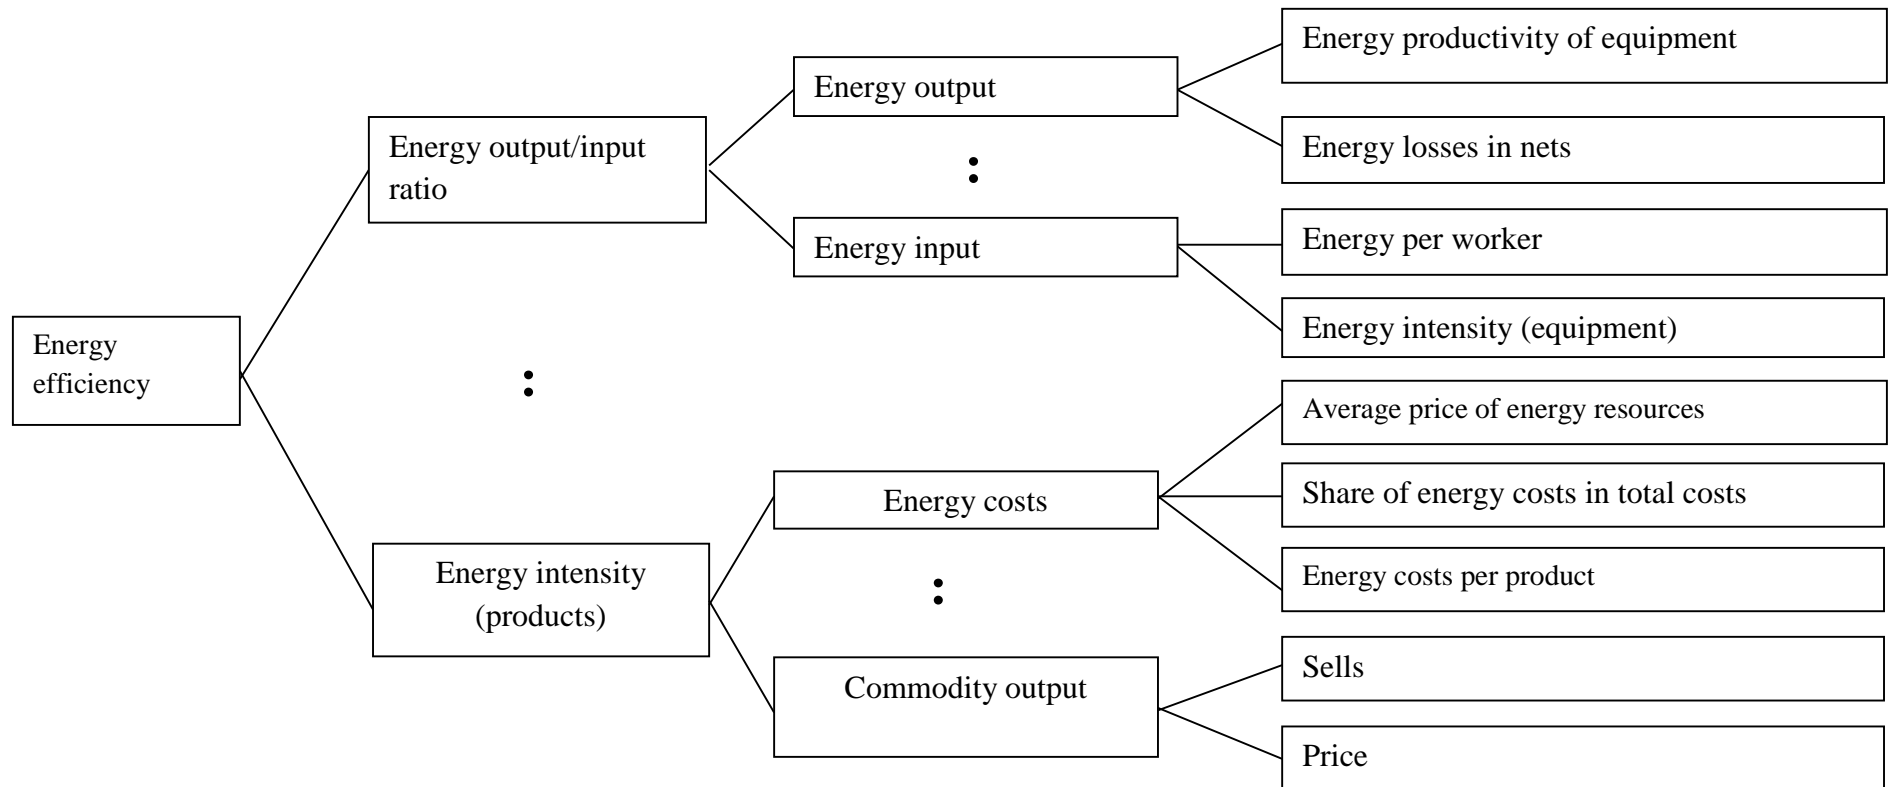 Energy
efficiency
Energy output/input
ratio
Energy intensity
(products)
Energy output
:
Energy input
:
Energy costs
:
Commodity output
Energy productivity of equipment
Energy losses in nets
Energy per worker
Energy intensity (equipment)
Average price of energy resources
Share of energy costs in total costs
Energy costs per product
Sells
Price